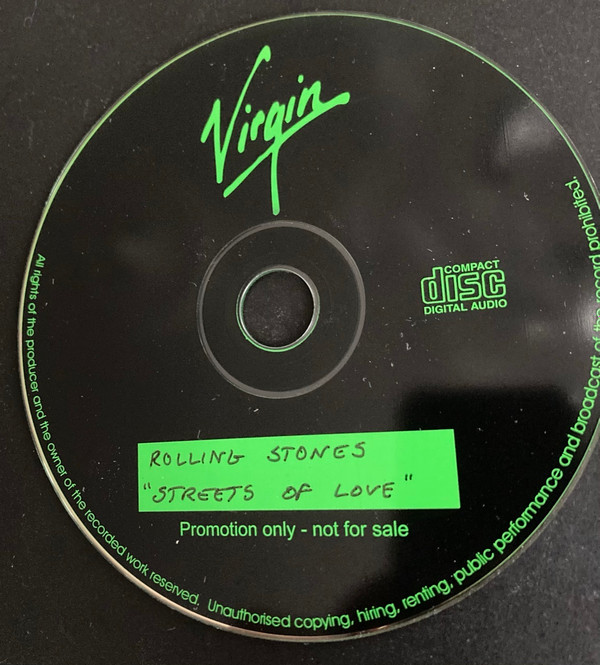 Virgin
COMPACT
disc
DIGITAL AUDIO
ROLLING STONES
"STREETS OF LOVE"
Promotion only - not for sale
All rights of the producer and the owner of the recorded work reserved. Unauthorised copying, hiring, renting, public performance and broadcast of the record prohibited.